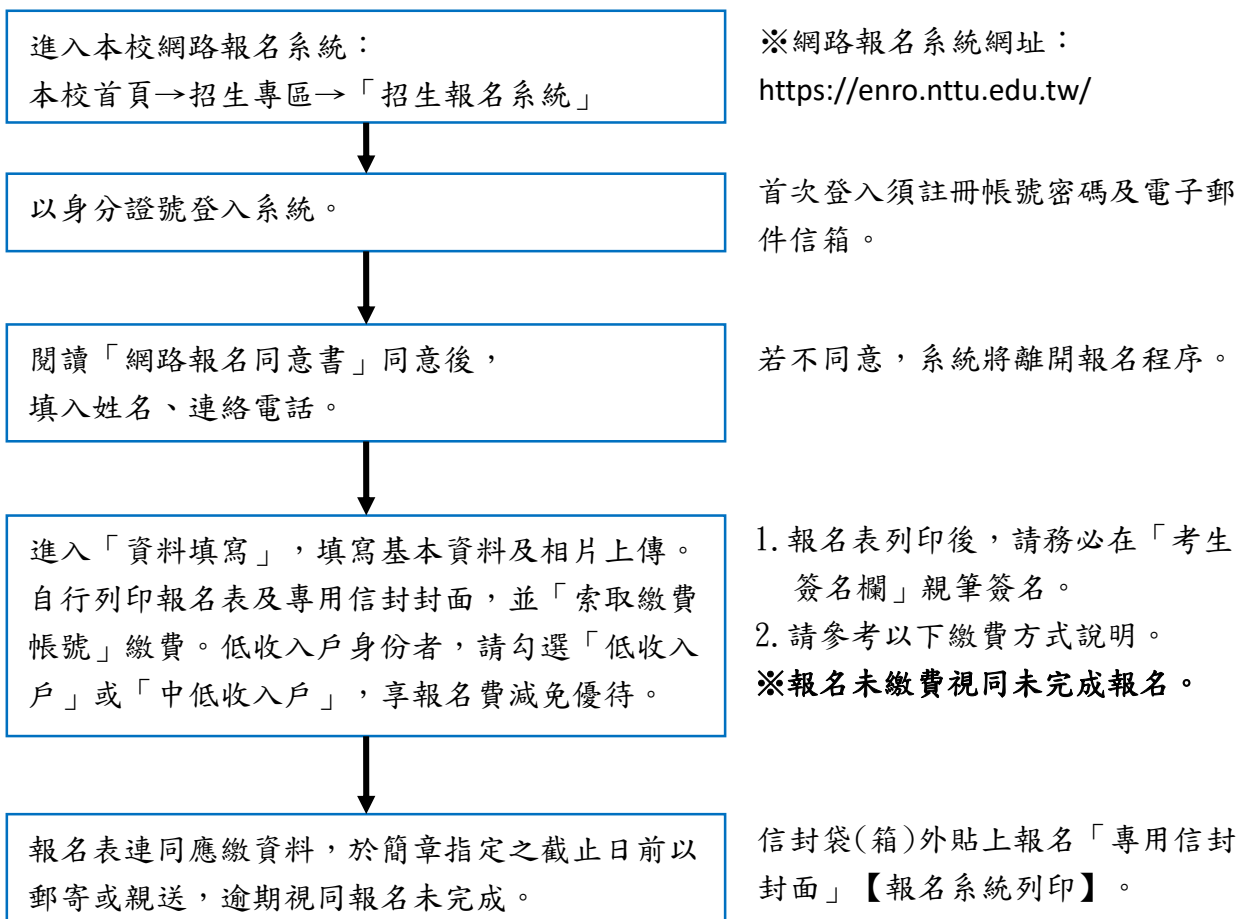 進入本校網路報名系統：
本校首頁→招生專區→「招生報名系統」
※網路報名系統網址：
https://enro.nttu.edu.tw/
以身分證號登入系統。
首次登入須註冊帳號密碼及電子郵
件信箱。
閱讀「網路報名同意書」同意後，
填入姓名、連絡電話。
若不同意，系統將離開報名程序。
進入「資料填寫」，填寫基本資料及相片上傳。
自行列印報名表及專用信封封面，並「索取繳費
帳號」繳費。低收入戶身份者，請勾選「低收入
戶」或「中低收入戶」，享報名費減免優待。
1.報名表列印後，請務必在「考生
簽名欄」親筆簽名。
2.請參考以下繳費方式說明。
※報名未繳費視同未完成報名。
報名表連同應繳資料，於簡章指定之截止日前以
郵寄或親送，逾期視同報名未完成。
信封袋(箱)外貼上報名「專用信封
封面」【報名系統列印】。